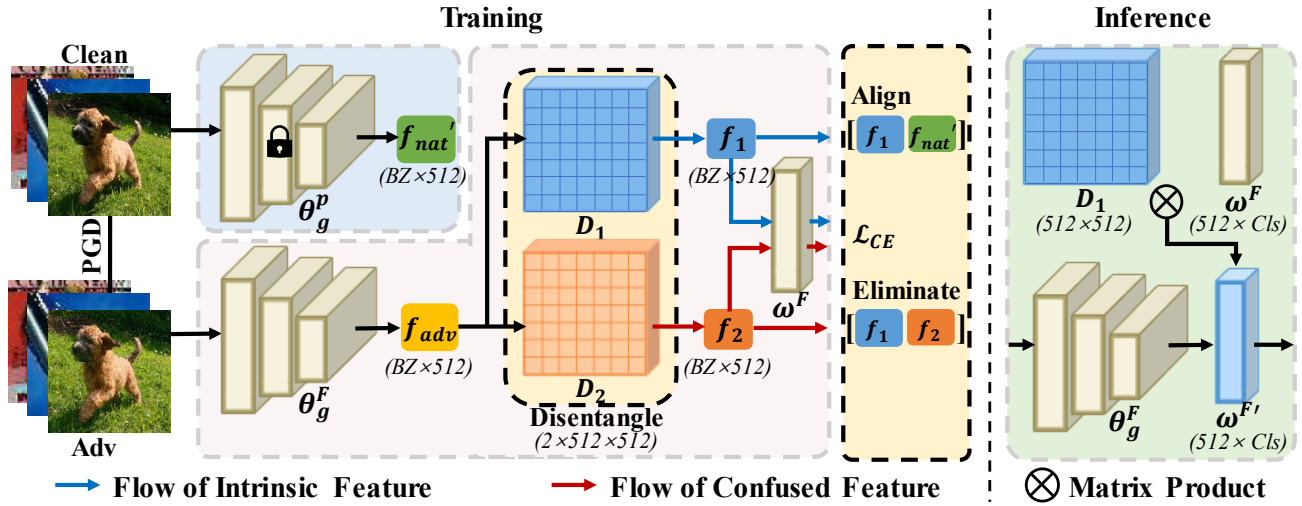 Training
Inference
Clean
PGD
Adv
θ_g^p
f_nat'
(BZ×512)
θ_g^F
f_adv
(BZ×512)
D_1
D_2
Disentangle
(2×512×512)
f_1
(BZ×512)
f_2
(BZ×512)
ω^F
Align
[ f_1 f_nat' ]
ℒ_CE
Eliminate
[ f_1 f_2 ]
D_1
(512×512)
ω^F
(512× Cls)
θ_g^F
ω^F'
(512× Cls)
Flow of Intrinsic Feature
Flow of Confused Feature
Matrix Product